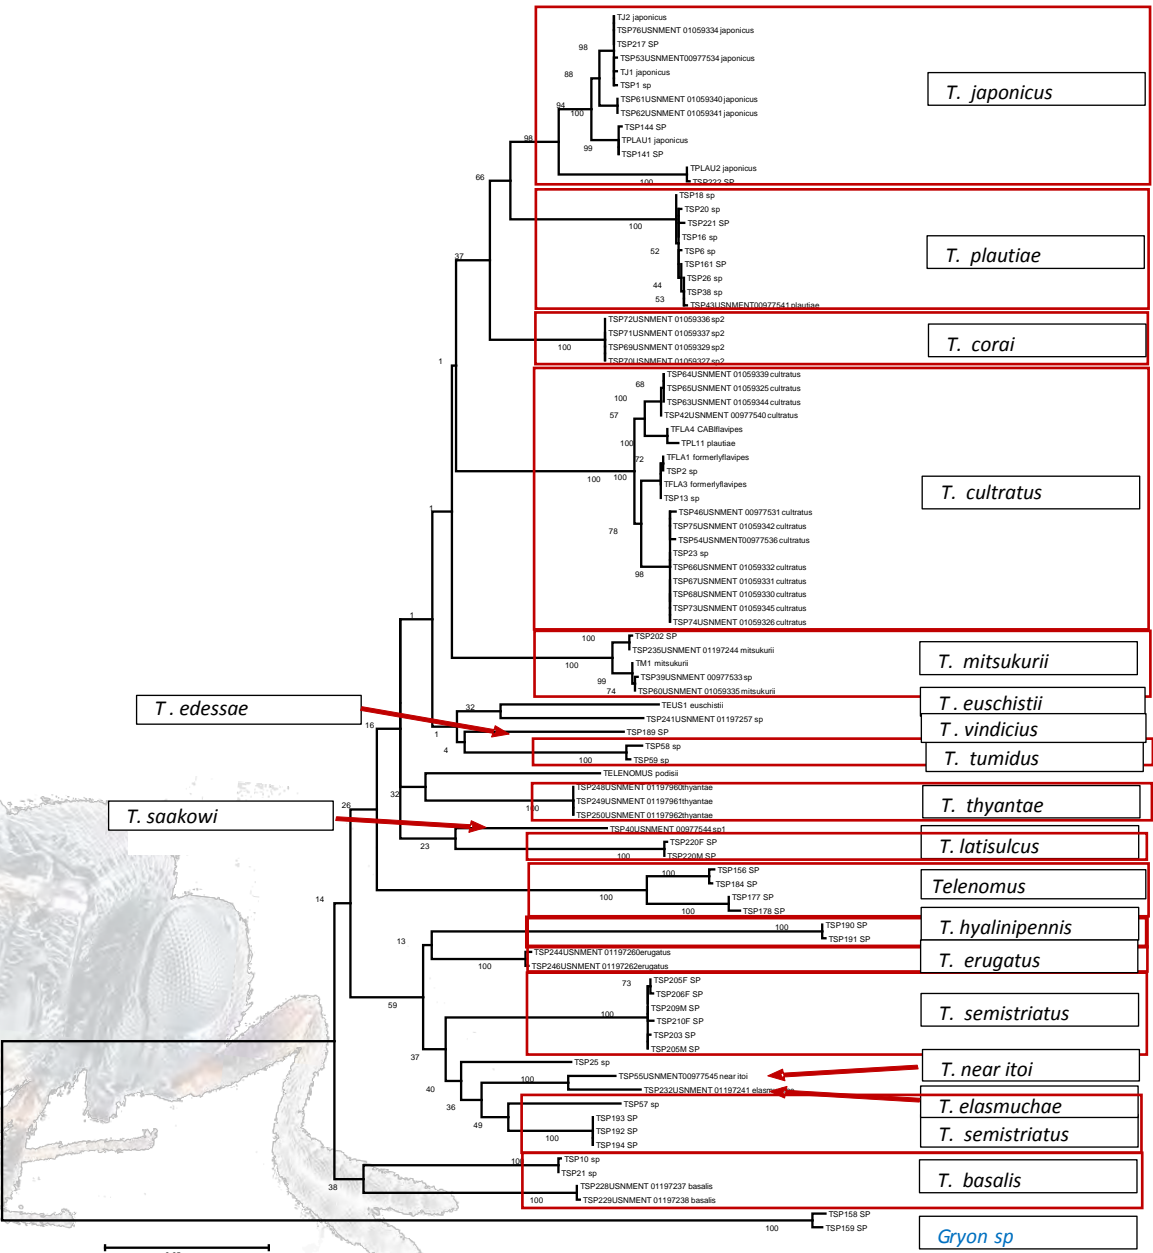 TJ2 japonicus
TSP76USNMENT 01059334 japonicus
TSP217 SP
98
TSP53USNMENT00977534 japonicus
88
TJ1 japonicus
TSP1 sp
T. japonicus
TSP61USNMENT 01059340 japonicus
94
100
TSP62USNMENT 01059341 japonicus
TSP144 SP
98
TPLAU1 japonicus
99
TSP141 SP
TPLAU2 japonicus
66
100
TSP222 SP
TSP18 sp
TSP20 sp
TSP221 SP
100
TSP16 sp
52
TSP6 sp
T. plautiae
37
TSP161 SP
TSP26 sp
44
TSP38 sp
53
TSP43USNMENT00977541 plautiae
TSP72USNMENT 01059336 sp2
TSP71USNMENT 01059337 sp2
100
TSP69USNMENT 01059329 sp2
T. corai
TSP70USNMENT 01059327 sp2
1
TSP64USNMENT 01059339 cultratus
68
TSP65USNMENT 01059325 cultratus
100
TSP63USNMENT 01059344 cultratus
57
TSP42USNMENT 00977540 cultratus
TFLA4 CABIflavipes
100
TPL11 plautiae
72
TFLA1 formerlyflavipes
TSP2 sp
100
100
TFLA3 formerlyflavipes
T. cultratus
TSP13 sp
1
TSP46USNMENT 00977531 cultratus
TSP75USNMENT 01059342 cultratus
78
TSP54USNMENT00977536 cultratus
TSP23 sp
98
TSP66USNMENT 01059332 cultratus
TSP67USNMENT 01059331 cultratus
TSP68USNMENT 01059330 cultratus
TSP73USNMENT 01059345 cultratus
1
TSP74USNMENT 01059326 cultratus
100
TSP202 SP
TSP235USNMENT 01197244 mitsukurii
100
TM1 mitsukurii
T. mitsukurii
TSP39USNMENT 00977533 sp
99
74
TSP60USNMENT 01059335 mitsukurii
T . edessae
32
TEUS1 euschistii
T . euschistii
TSP241USNMENT 01197257 sp
16
1
TSP189 SP
T . vindicius
4
TSP58 sp
100
TSP59 sp
T. tumidus
TELENOMUS podisii
32
TSP248USNMENT 01197960thyantae
26
100
TSP249USNMENT 01197961thyantae
T. thyantae
TSP250USNMENT 01197962thyantae
T. saakowi
TSP40USNMENT 00977544 sp1
23
TSP220F SP
100
TSP220M SP
T. latisulcus
100
TSP156 SP
TSP184 SP
Telenomus
14
100
TSP177 SP
100
TSP178 SP
100
TSP190 SP
T. hyalinipennis
13
TSP191 SP
TSP244USNMENT 01197260erugatus
100
TSP246USNMENT 01197262erugatus
T. erugatus
73
TSP205F SP
TSP206F SP
59
TSP209M SP
100
TSP210F SP
T. semistriatus
TSP203 SP
TSP205M SP
37
TSP25 sp
100
TSP55USNMENT00977545 near itoi
T. near itoi
40
TSP232USNMENT 01197241
36
TSP57 sp
T. elasmuchae
49
TSP193 SP
100
TSP192 SP
T. semistriatus
TSP194 SP
100
TSP10 sp
TSP21 sp
38
TSP228USNMENT 01197237 basalis
T. basalis
100
TSP229USNMENT 01197238 basalis
TSP158 SP
100
TSP159 SP
Gryon sp